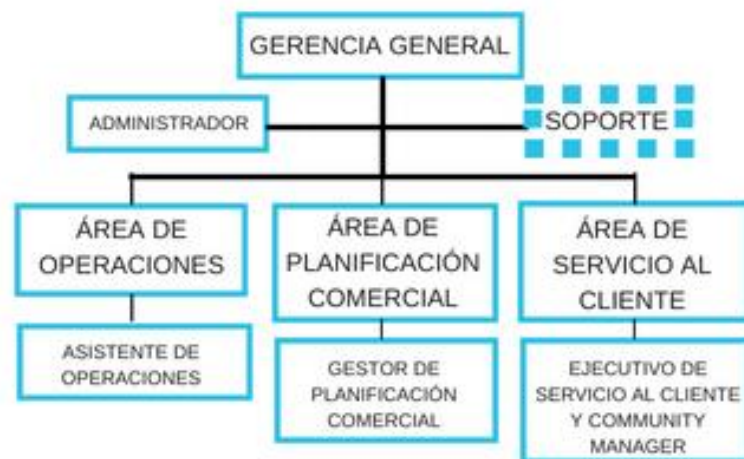 GERENCIA GENERAL
ADMINISTRADOR
SOPORTE
ÁREA DE
OPERACIONES
ÁREA DE
PLANIFICACIÓN
COMERCIAL
ÁREA DE
SERVICIO AL
CLIENTE
ASISTENTE DE
OPERACIONES
GESTOR DE
PLANIFICACIÓN
COMERCIAL
EJECUTIVO DE
SERVICIO AL CLIENTE
Y COMMUNITY
MANAGER